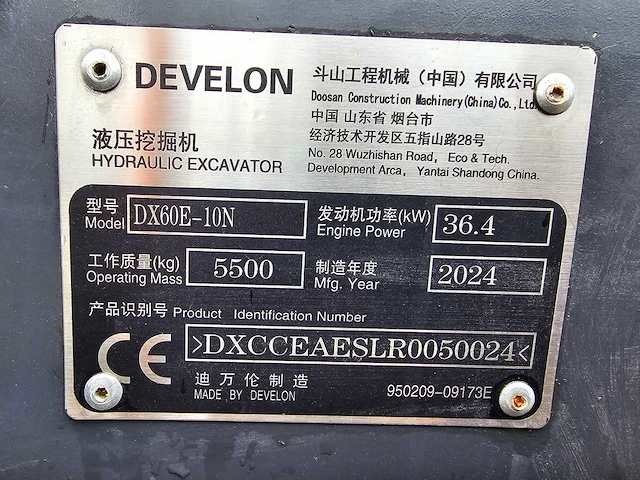 DEVELON
斗山工程机械（中国）有限公司
Doosan Construction Machinery(China)Co.,Ltd.
中国 山东省 烟台市
经济技术开发区五指山路28号
No. 28 Wuzhishan Road, Eco & Tech.
Development Area, Yantai Shandong China.
液压挖掘机
HYDRAULIC EXCAVATOR
型号
Model DX60E-10N
发动机功率(kW)
Engine Power 36.4
工作质量(kg)
Operating Mass 5500
制造年度
Mfg. Year 2024
产品识别号 Product Identification Number
>DXCCEAESLR0050024<
CE
迪万伦制造
MADE BY DEVELON
950209-09173E